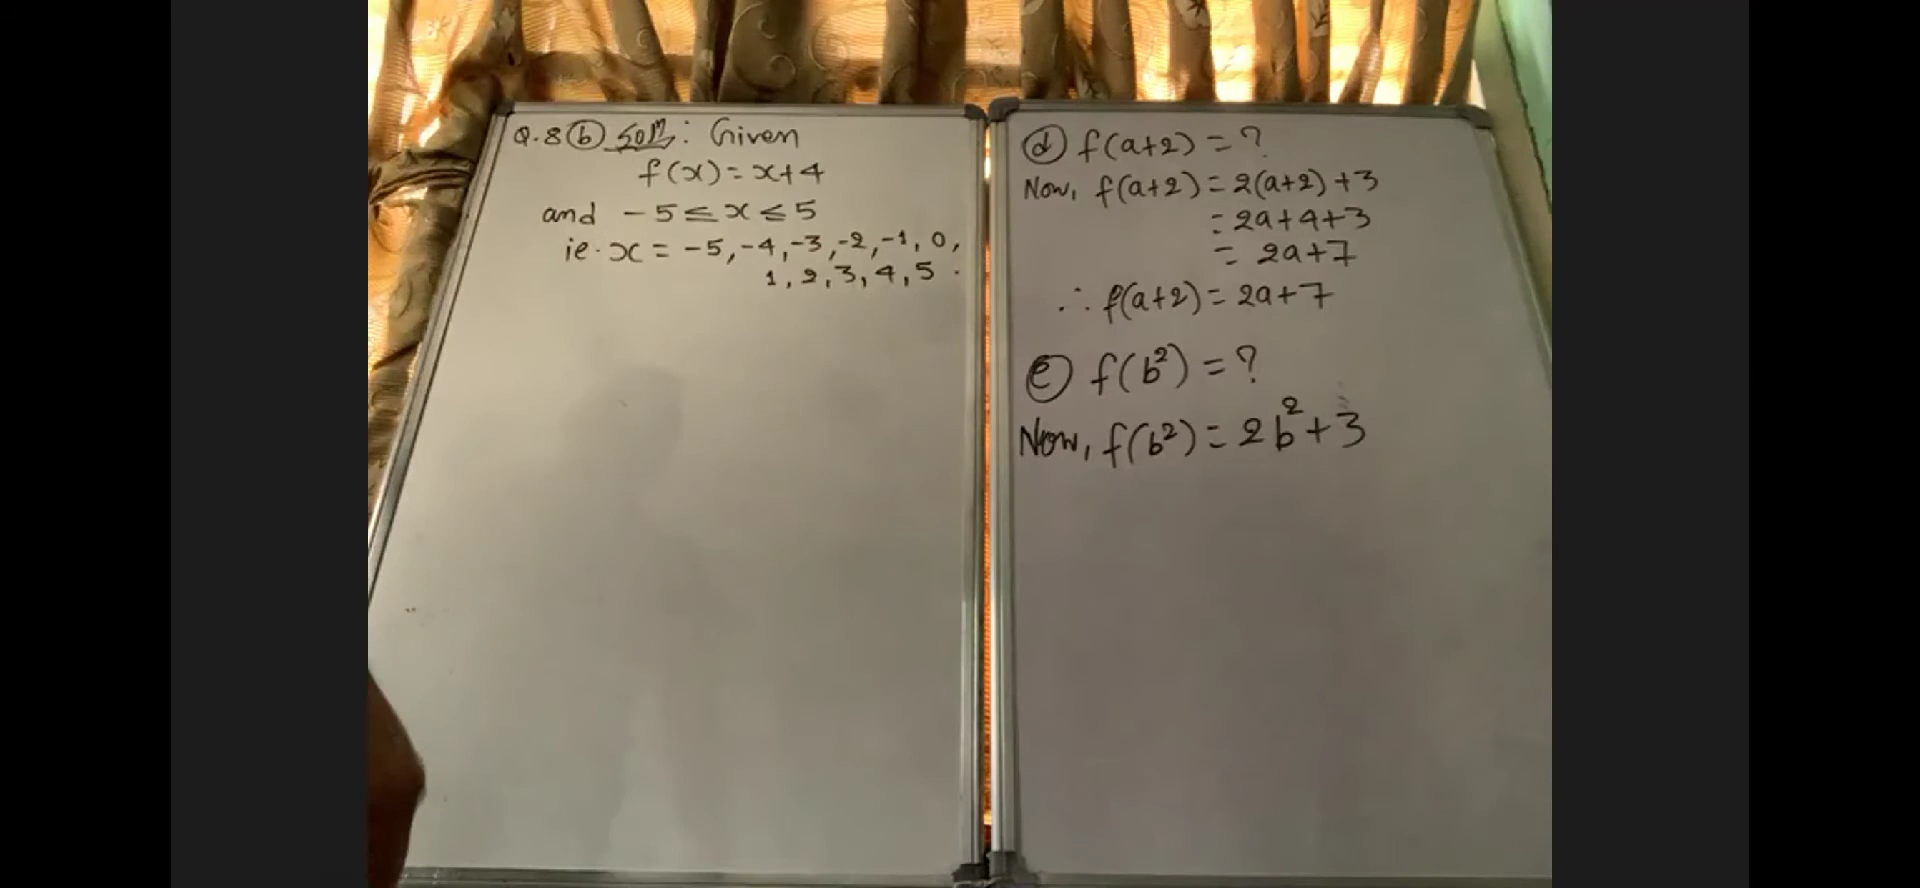 Q.8 (b) Solⁿ: Given
f(x) = x+4
and -5 ≤ x ≤ 5
ie. x = -5, -4, -3, -2, -1, 0,
1, 2, 3, 4, 5.
(d) f(a+2) = ?
Now, f(a+2) = 2(a+2) +3
= 2a+4+3
= 2a+7
∴ f(a+2) = 2a+7
(e) f(b²) = ?
Now, f(b²) = 2b²+3